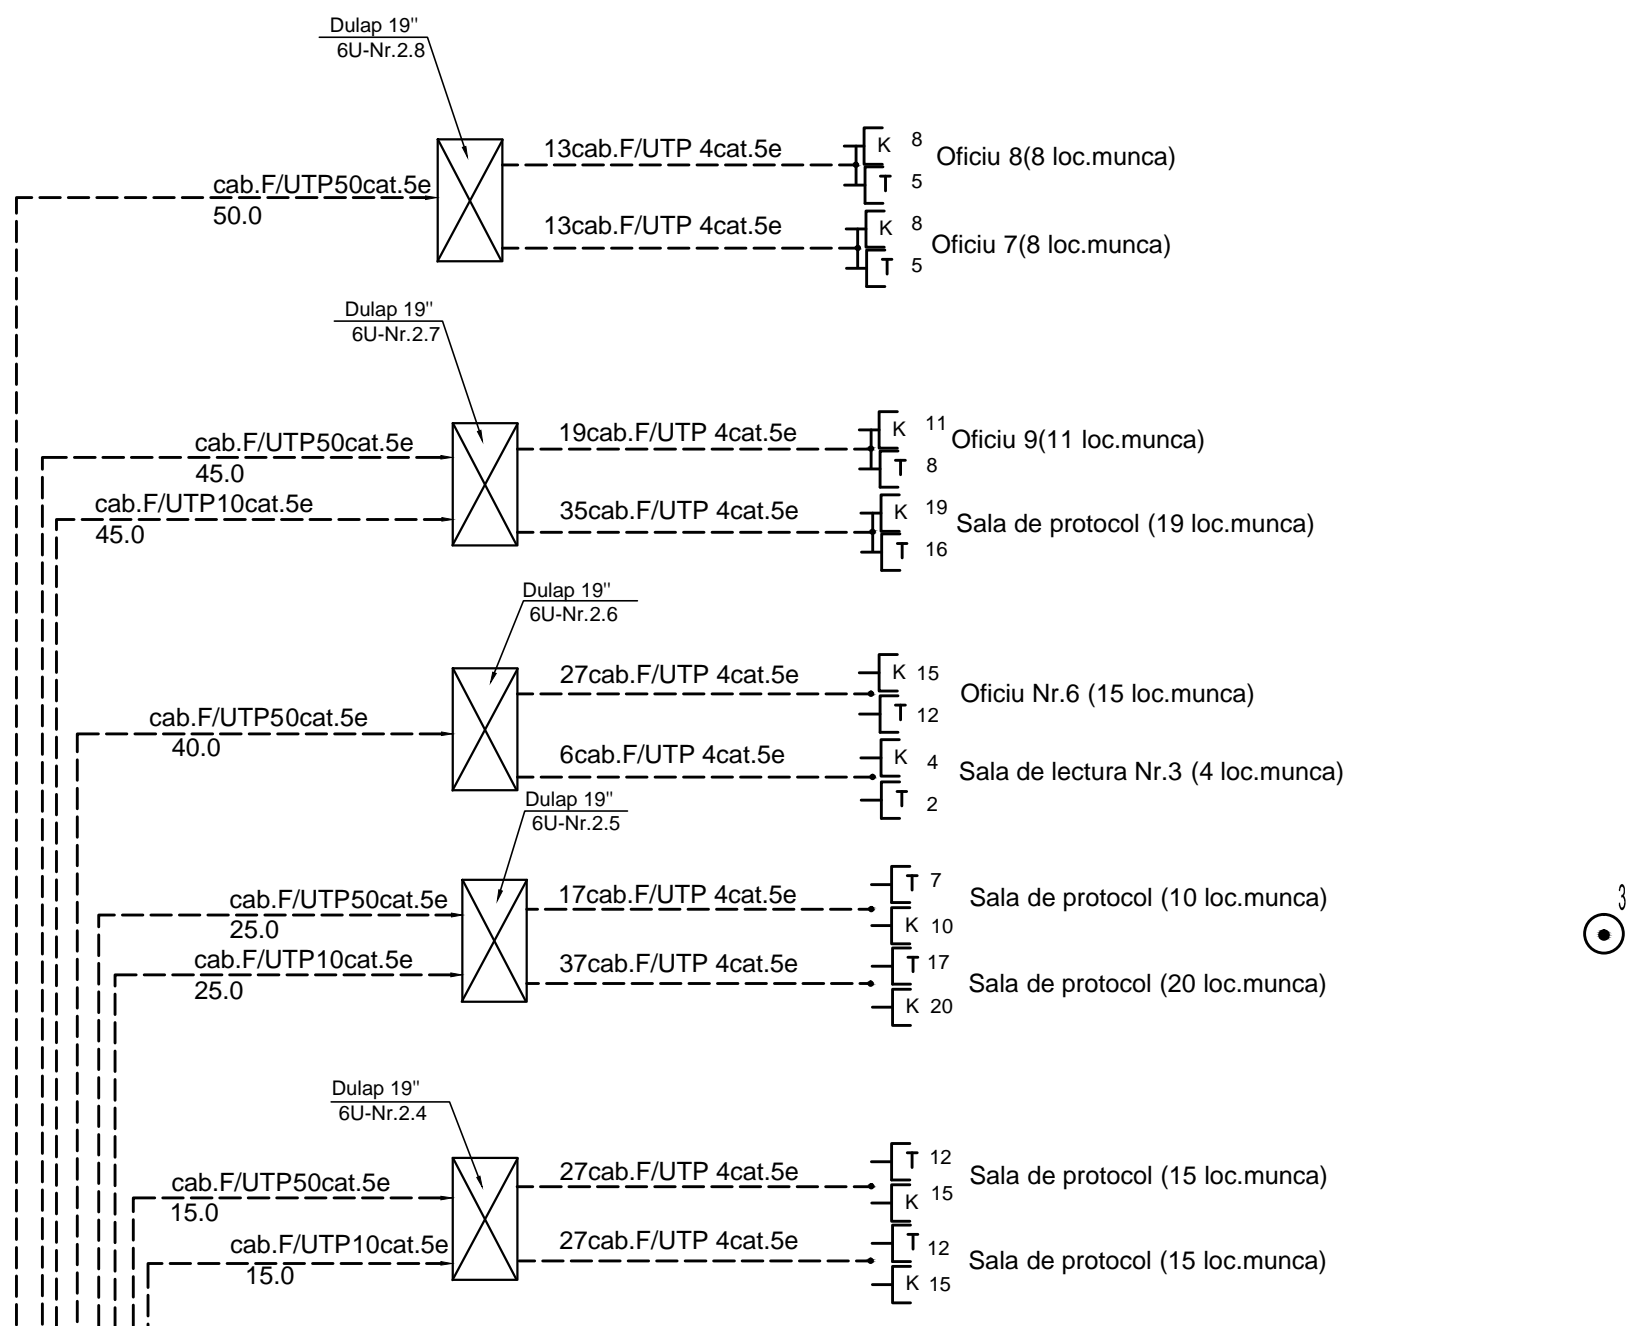 Dulap 19"
6U-Nr.2.8
cab.F/UTP50cat.5e
50.0
13cab.F/UTP 4cat.5e
K 8
T 5
Oficiu 8(8 loc.munca)
13cab.F/UTP 4cat.5e
K 8
T 5
Oficiu 7(8 loc.munca)
Dulap 19"
6U-Nr.2.7
cab.F/UTP50cat.5e
45.0
cab.F/UTP10cat.5e
45.0
19cab.F/UTP 4cat.5e
K 11
T 8
Oficiu 9(11 loc.munca)
35cab.F/UTP 4cat.5e
K 19
T 16
Sala de protocol (19 loc.munca)
Dulap 19"
6U-Nr.2.6
cab.F/UTP50cat.5e
40.0
27cab.F/UTP 4cat.5e
K 15
T 12
Oficiu Nr.6 (15 loc.munca)
6cab.F/UTP 4cat.5e
K 4
T 2
Sala de lectura Nr.3 (4 loc.munca)
Dulap 19"
6U-Nr.2.5
cab.F/UTP50cat.5e
25.0
cab.F/UTP10cat.5e
25.0
17cab.F/UTP 4cat.5e
T 7
K 10
Sala de protocol (10 loc.munca)
37cab.F/UTP 4cat.5e
T 17
K 20
Sala de protocol (20 loc.munca)
3
Dulap 19"
6U-Nr.2.4
cab.F/UTP50cat.5e
15.0
cab.F/UTP10cat.5e
15.0
27cab.F/UTP 4cat.5e
T 12
K 15
Sala de protocol (15 loc.munca)
27cab.F/UTP 4cat.5e
T 12
K 15
Sala de protocol (15 loc.munca)